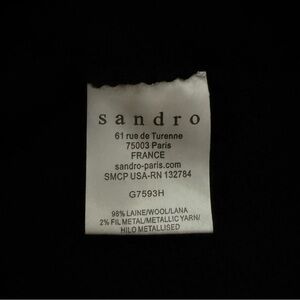 sandro
61 rue de Turenne
75003 Paris
FRANCE
sandro-paris.com
SMCP USA-RN 132784
G7593H
98% LAINE/WOOL/LANA
2% FIL METAL/METALLIC YARN/
HILD METALLISED